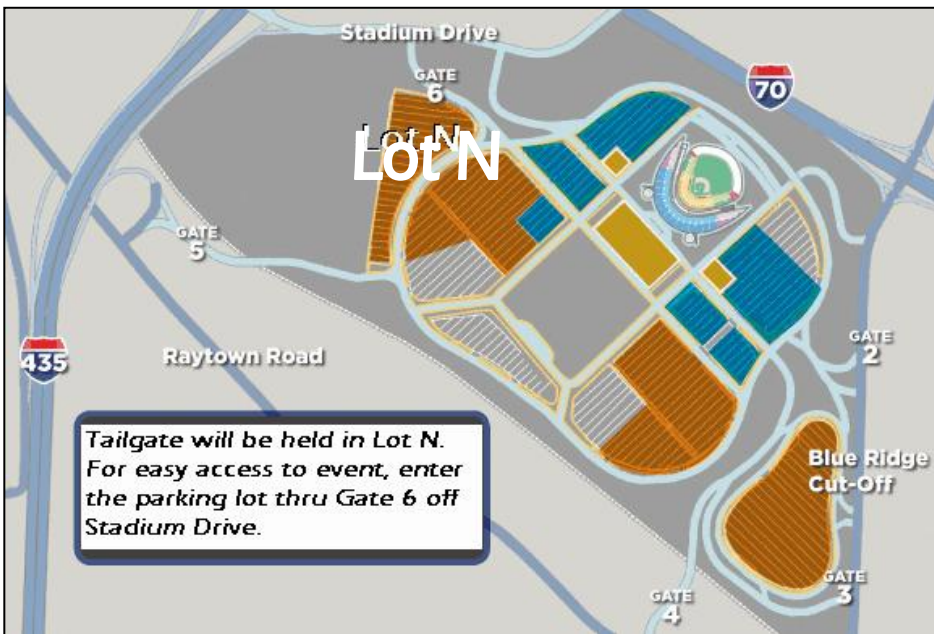 Stadium Drive
GATE
6
70
Lot N
Lot N
GATE
5
435
Raytown Road
GATE
2
Tailgate will be held in Lot N.
For easy access to event, enter
the parking lot thru Gate 6 off
Stadium Drive.
Blue Ridge
Cut-Off
GATE
3
GATE
4